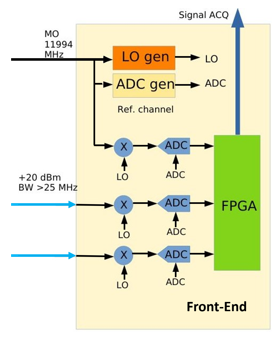 Signal ACQ
MO
11994
MHz
LO gen
LO
ADC gen
ADC
Ref. channel
X
ADC
LO
ADC
+20 dBm
BW >25 MHz
X
ADC
FPGA
LO
ADC
X
ADC
LO
ADC
Front-End